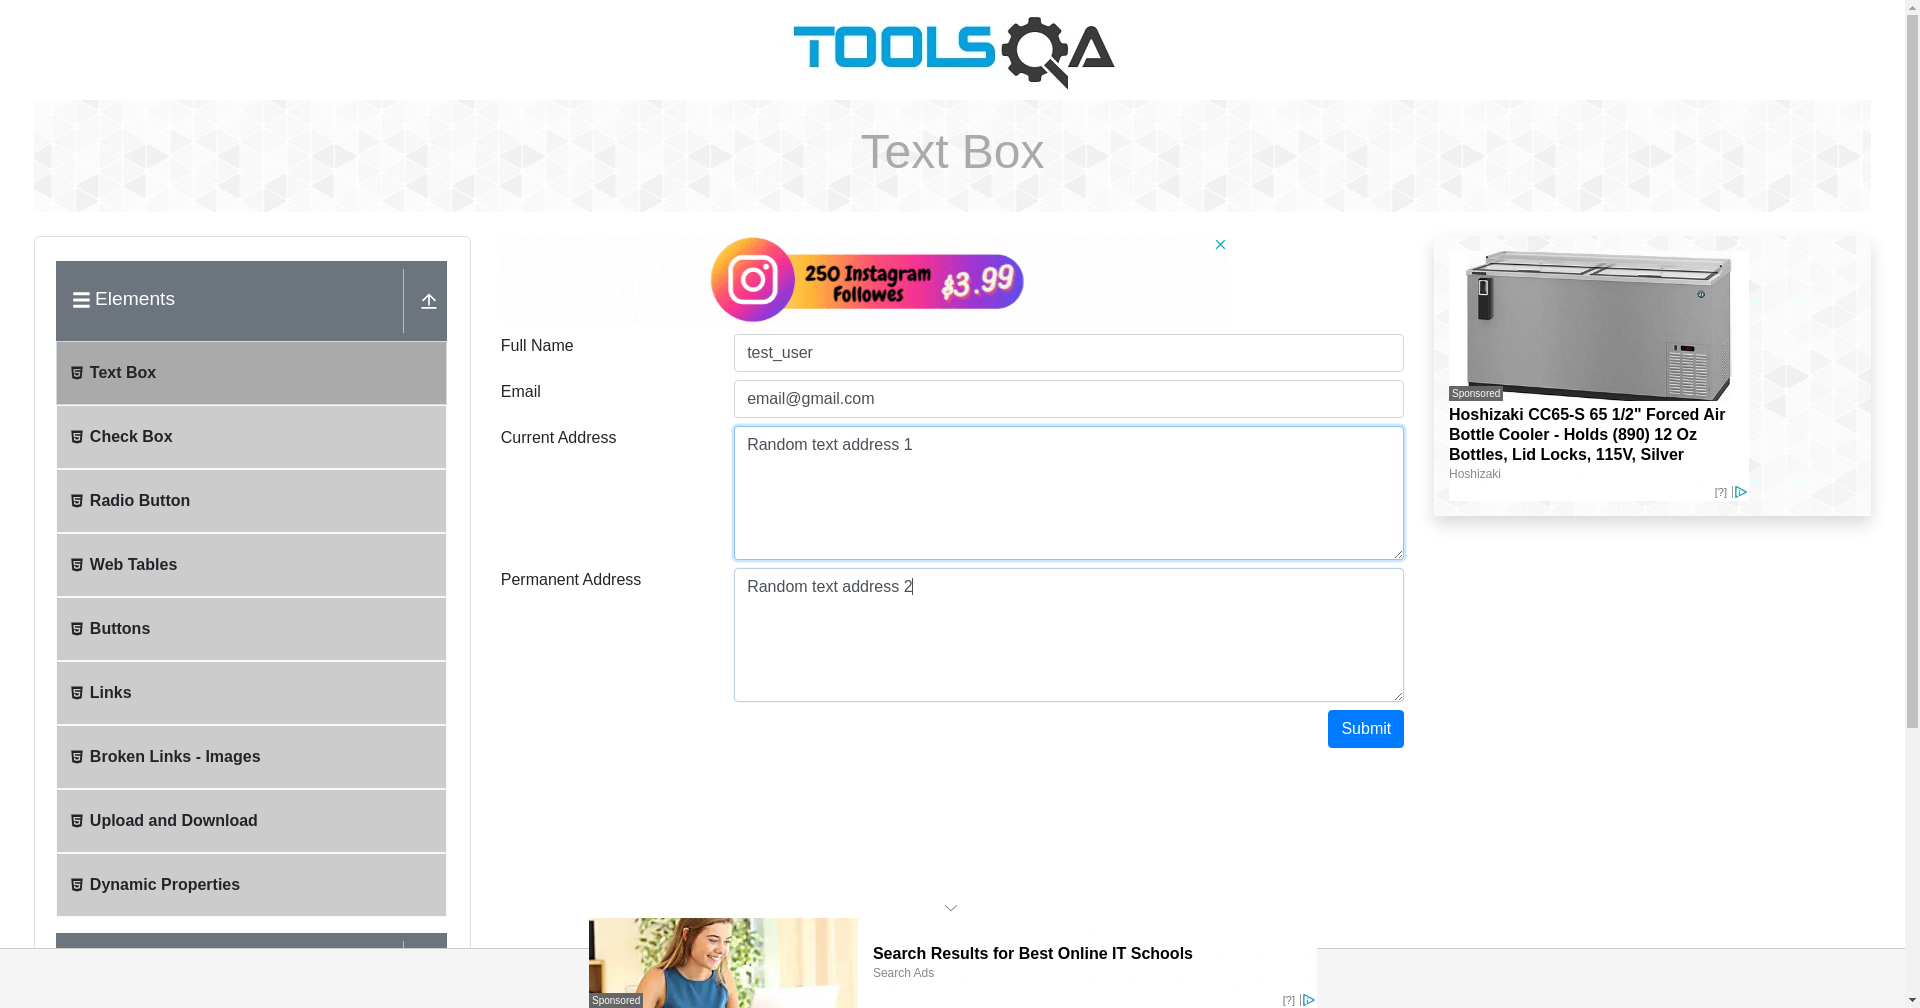 TOOLSQA
Text Box
Elements
Text Box
Check Box
Radio Button
Web Tables
Buttons
Links
Broken Links - Images
Upload and Download
Dynamic Properties
250 Instagram
Followes
$3.99
Full Name
test_user
Email
email@gmail.com
Current Address
Random text address 1
Permanent Address
Random text address 2
Submit
Sponsored
Hoshizaki CC65-S 65 1/2" Forced Air
Bottle Cooler - Holds (890) 12 Oz
Bottles, Lid Locks, 115V, Silver
Hoshizaki
[?]
Search Results for Best Online IT Schools
Search Ads
Sponsored
[?]